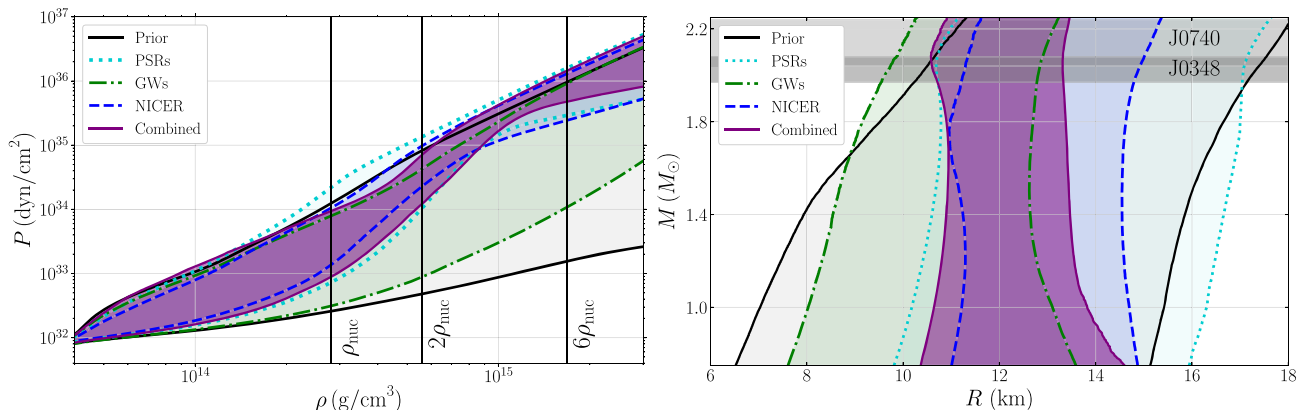 10^37
10^36
10^35
10^34
10^33
10^32
P (dyn/cm^2)
Prior
PSRs
GWs
NICER
Combined
ρ_nuc
2ρ_nuc
6ρ_nuc
10^14
10^15
ρ (g/cm^3)
2.2
1.8
1.4
1.0
M (M_⊙)
Prior
PSRs
GWs
NICER
Combined
J0740
J0348
6
8
10
12
14
16
18
R (km)